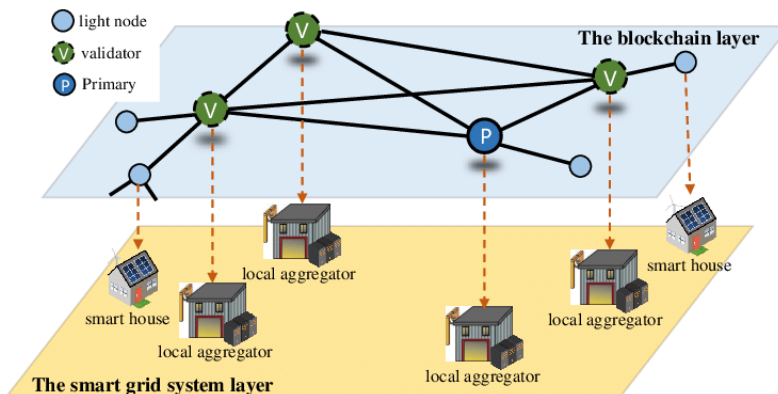 light node
V
validator
P
Primary
The blockchain layer
V
V
V
P
local aggregator
smart house
smart house
local aggregator
local aggregator
local aggregator
The smart grid system layer